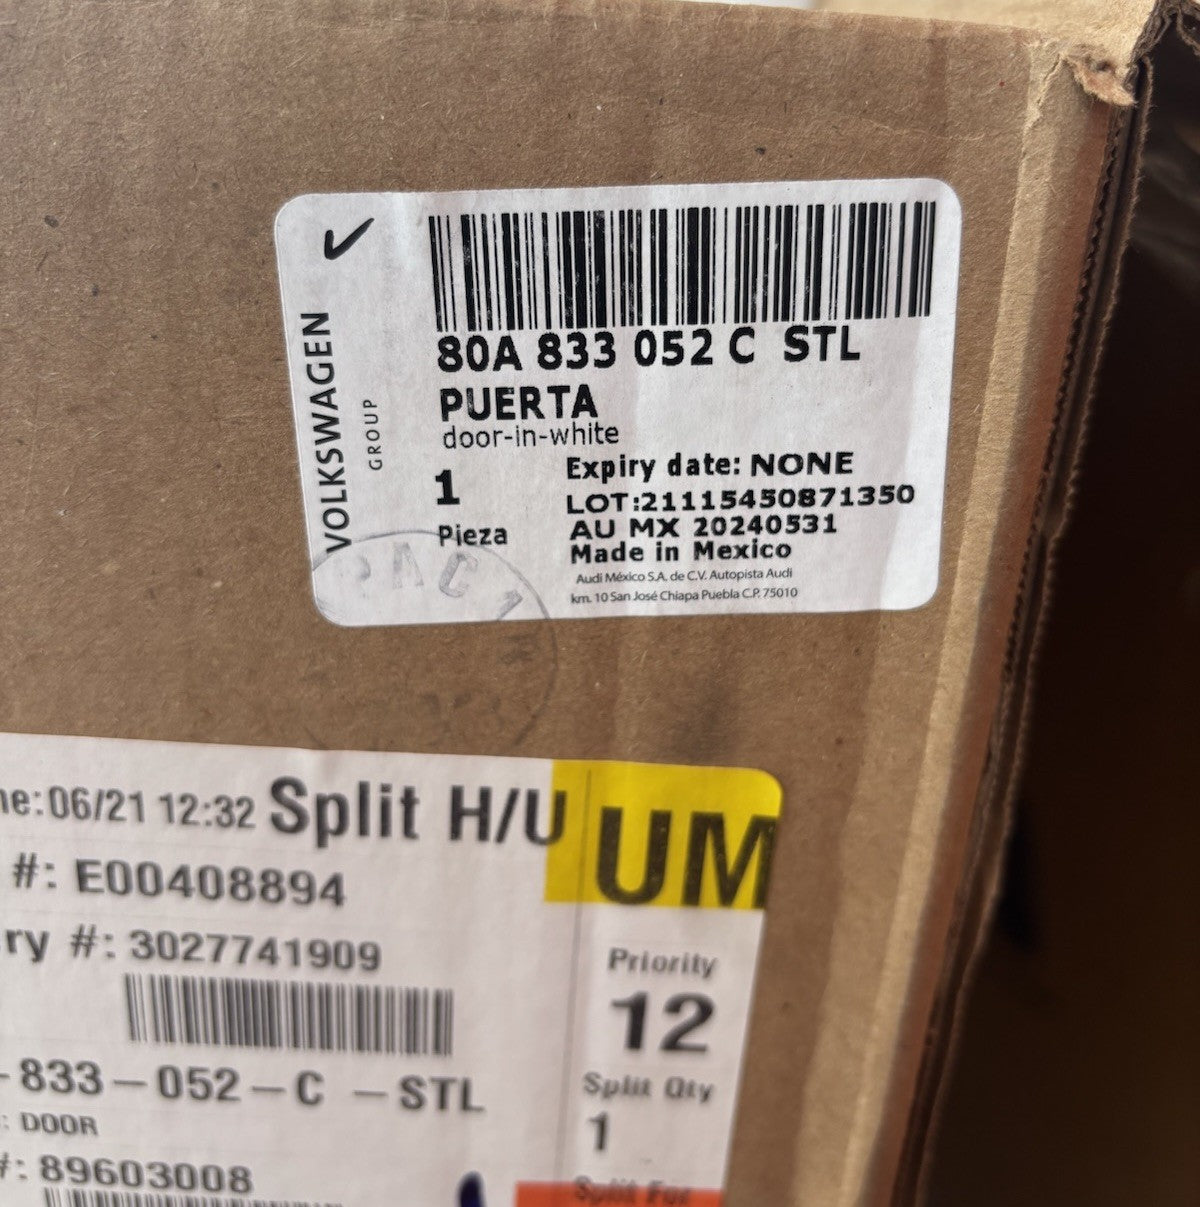 VOLKSWAGEN
GROUP
80A 833 052 C STL
PUERTA
door-in-white
1
Pieza
Expiry date: NONE
LOT:21115450871350
AU MX 20240531
Made in Mexico
Audi México S.A. de C.V. Autopista Audi
km. 10 San José Chiapa Puebla C.P. 75010
ne: 06/21 12:32 Split H/U
UM
#: E00408894
ry #: 3027741909
Priority
12
-833-052-C -STL
Split Qty
1
: DOOR
#: 89603008
Split For